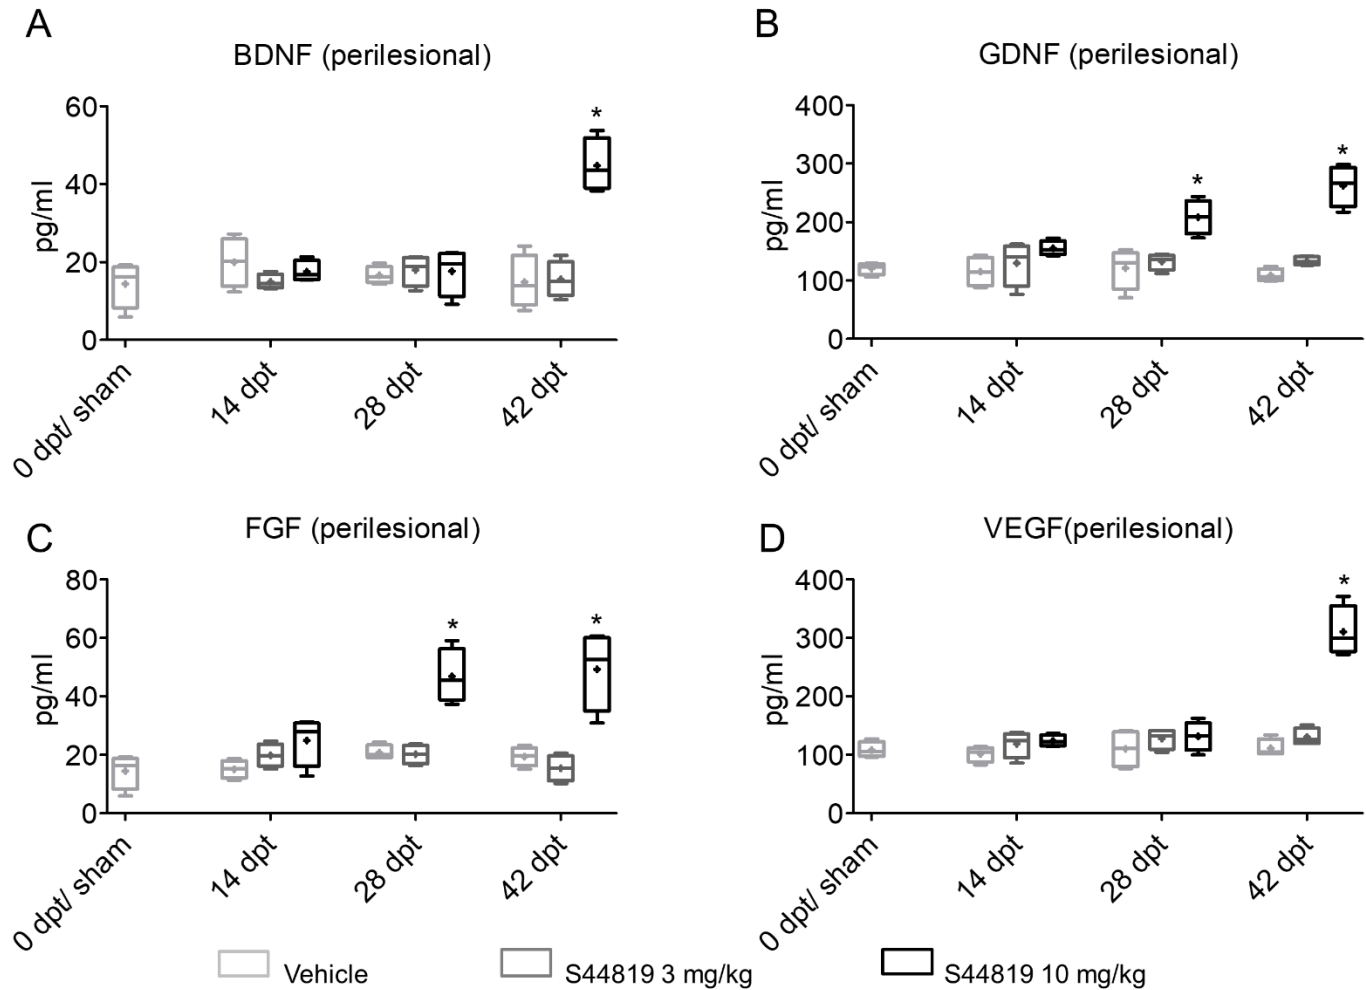 A
BDNF (perilesional)
pg/ml
60
40
20
0
*
0 dpt/ sham
14 dpt
28 dpt
42 dpt
B
GDNF (perilesional)
pg/ml
400
300
200
100
0
*
*
0 dpt/ sham
14 dpt
28 dpt
42 dpt
C
FGF (perilesional)
pg/ml
80
60
40
20
0
*
*
0 dpt/ sham
14 dpt
28 dpt
42 dpt
D
VEGF(perilesional)
pg/ml
400
300
200
100
0
*
0 dpt/ sham
14 dpt
28 dpt
42 dpt
Vehicle
S44819 3 mg/kg
S44819 10 mg/kg